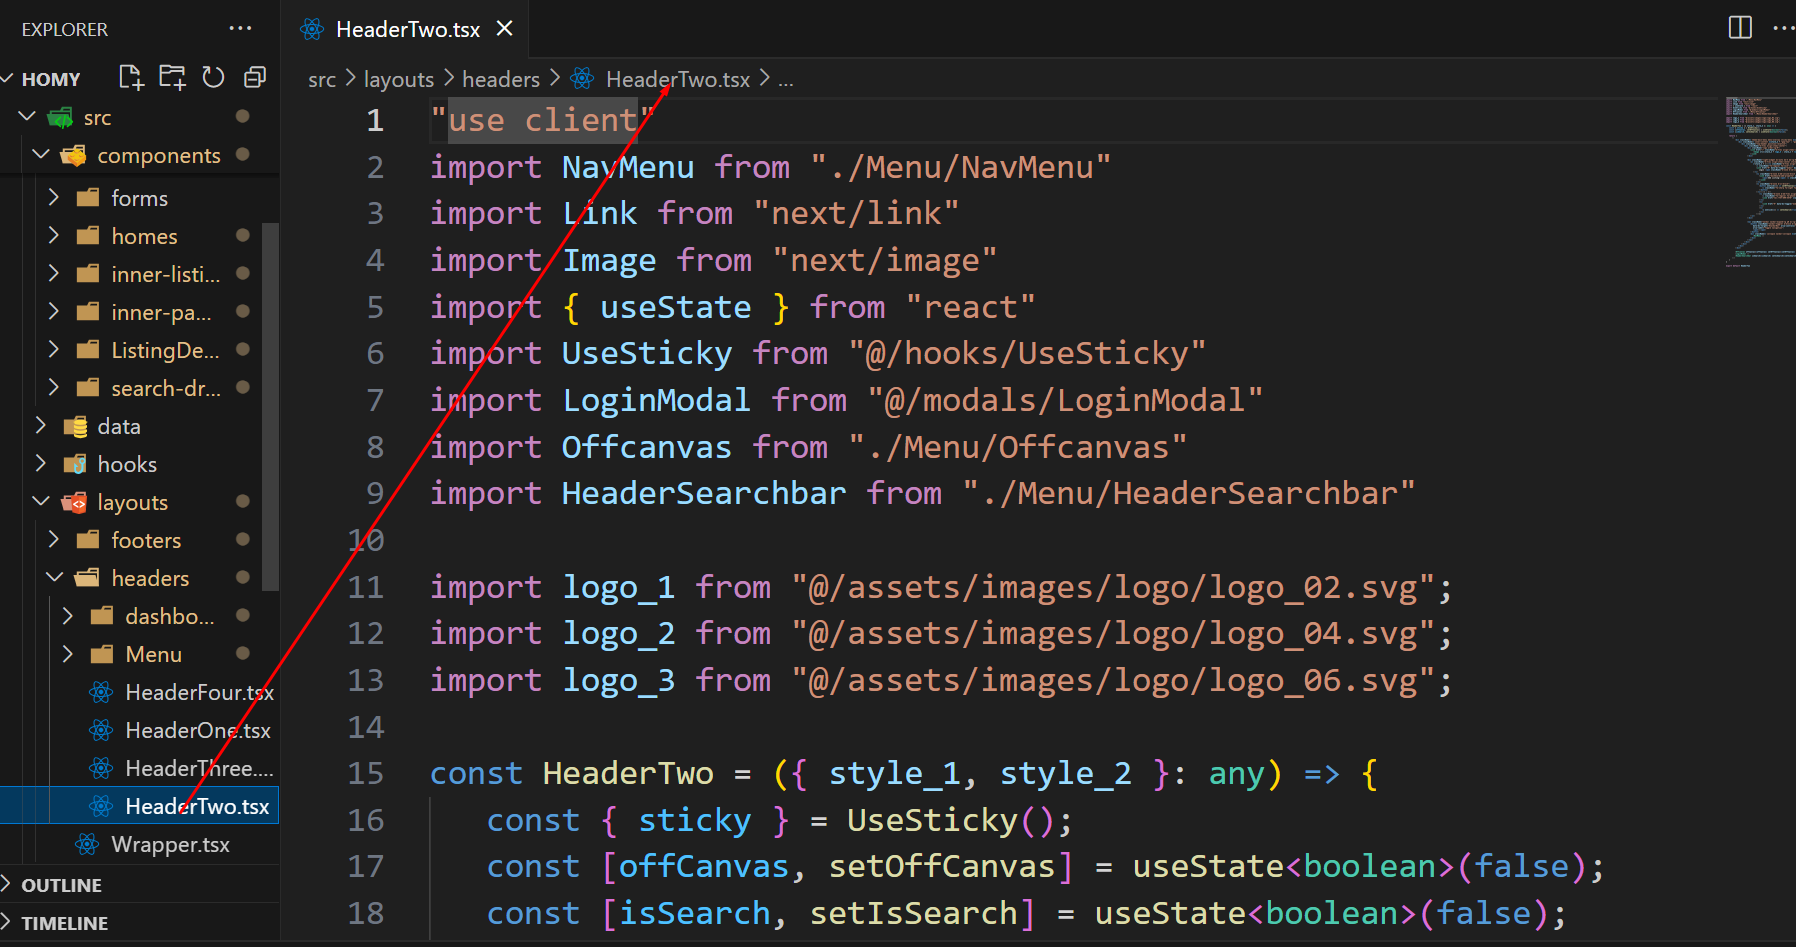 EXPLORER
HOMY
src
components
forms
homes
inner-listi...
inner-pa...
ListingDe...
search-dr...
data
hooks
layouts
footers
headers
dashbo...
Menu
HeaderFour.tsx
HeaderOne.tsx
HeaderThree....
HeaderTwo.tsx
Wrapper.tsx
OUTLINE
TIMELINE
HeaderTwo.tsx
src > layouts > headers > HeaderTwo.tsx > ...
1 "use client"
2 import NavMenu from "./Menu/NavMenu"
3 import Link from "next/link"
4 import Image from "next/image"
5 import { useState } from "react"
6 import UseSticky from "@/hooks/UseSticky"
7 import LoginModal from "@/modals/LoginModal"
8 import Offcanvas from "./Menu/Offcanvas"
9 import HeaderSearchbar from "./Menu/HeaderSearchbar"
10
11 import logo_1 from "@/assets/images/logo/logo_02.svg";
12 import logo_2 from "@/assets/images/logo/logo_04.svg";
13 import logo_3 from "@/assets/images/logo/logo_06.svg";
14
15 const HeaderTwo = ({ style_1, style_2 }: any) => {
16 const { sticky } = UseSticky();
17 const [offCanvas, setOffCanvas] = useState<boolean>(false);
18 const [isSearch, setIsSearch] = useState<boolean>(false);